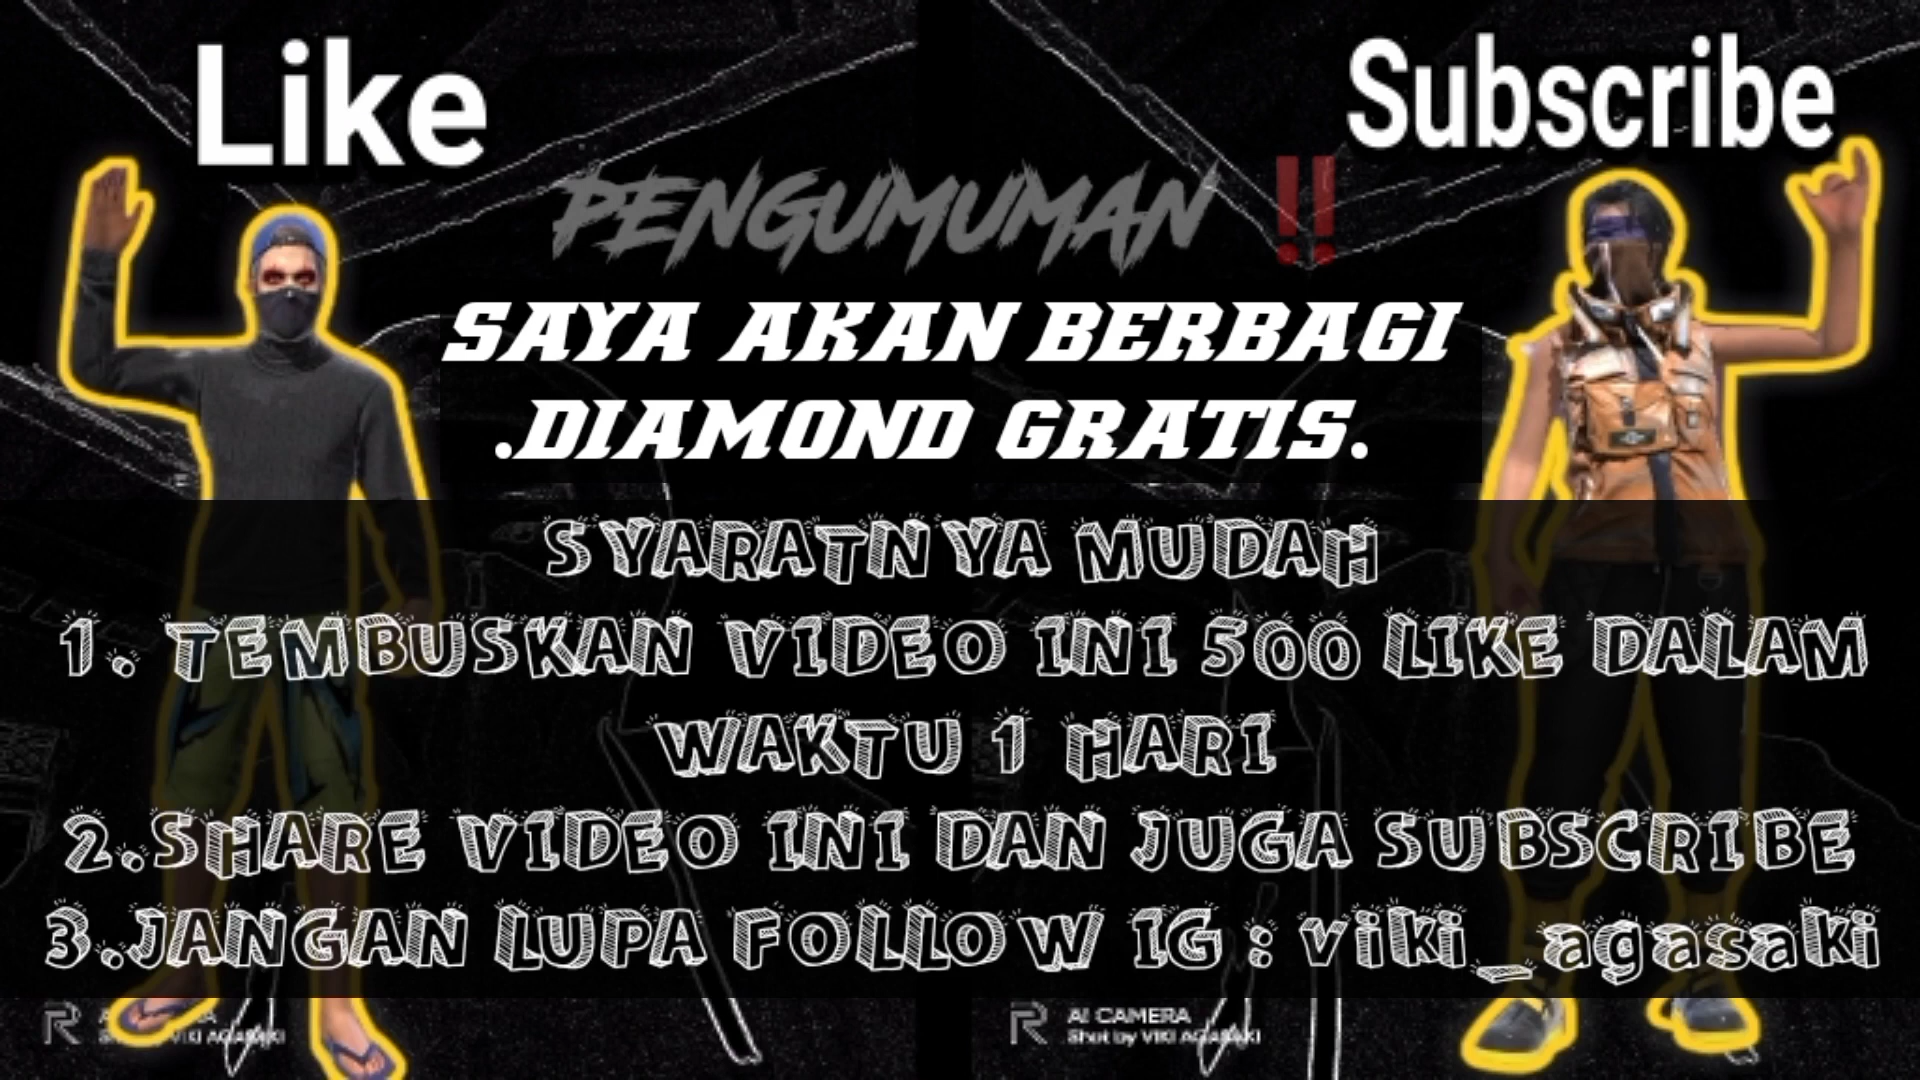 Like
Subscribe
PENGUMUMAN ‼
SAYA AKAN BERBAGI
.DIAMOND GRATIS.
SYARATNYA MUDAH
1. TEMBUSKAN VIDEO INI 500 LIKE DALAM
WAKTU 1 HARI
2.SHARE VIDEO INI DAN JUGA SUBSCRIBE
3.JANGAN LUPA FOLLOW IG : viki_agasaki
R
VIKI AGASAKI
R AI CAMERA
Shot by VIKI AGASAKI